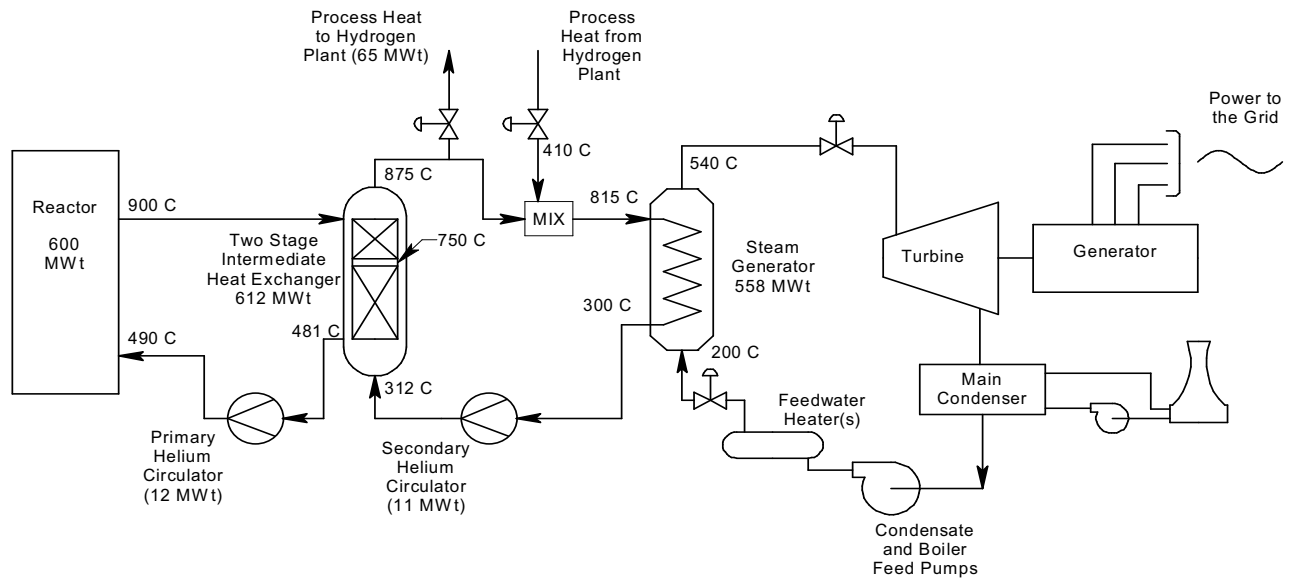 Process Heat
to Hydrogen
Plant (65 MWt)
Process
Heat from
Hydrogen
Plant
Power to
the Grid
410 C
540 C
875 C
815 C
MIX
Reactor
600
MWt
900 C
Two Stage
Intermediate
Heat Exchanger
612 MWt
750 C
Steam
Generator
558 MWt
Turbine
Generator
300 C
481 C
490 C
200 C
312 C
Main
Condenser
Feedwater
Heater(s)
Primary
Helium
Circulator
(12 MWt)
Secondary
Helium
Circulator
(11 MWt)
Condensate
and Boiler
Feed Pumps